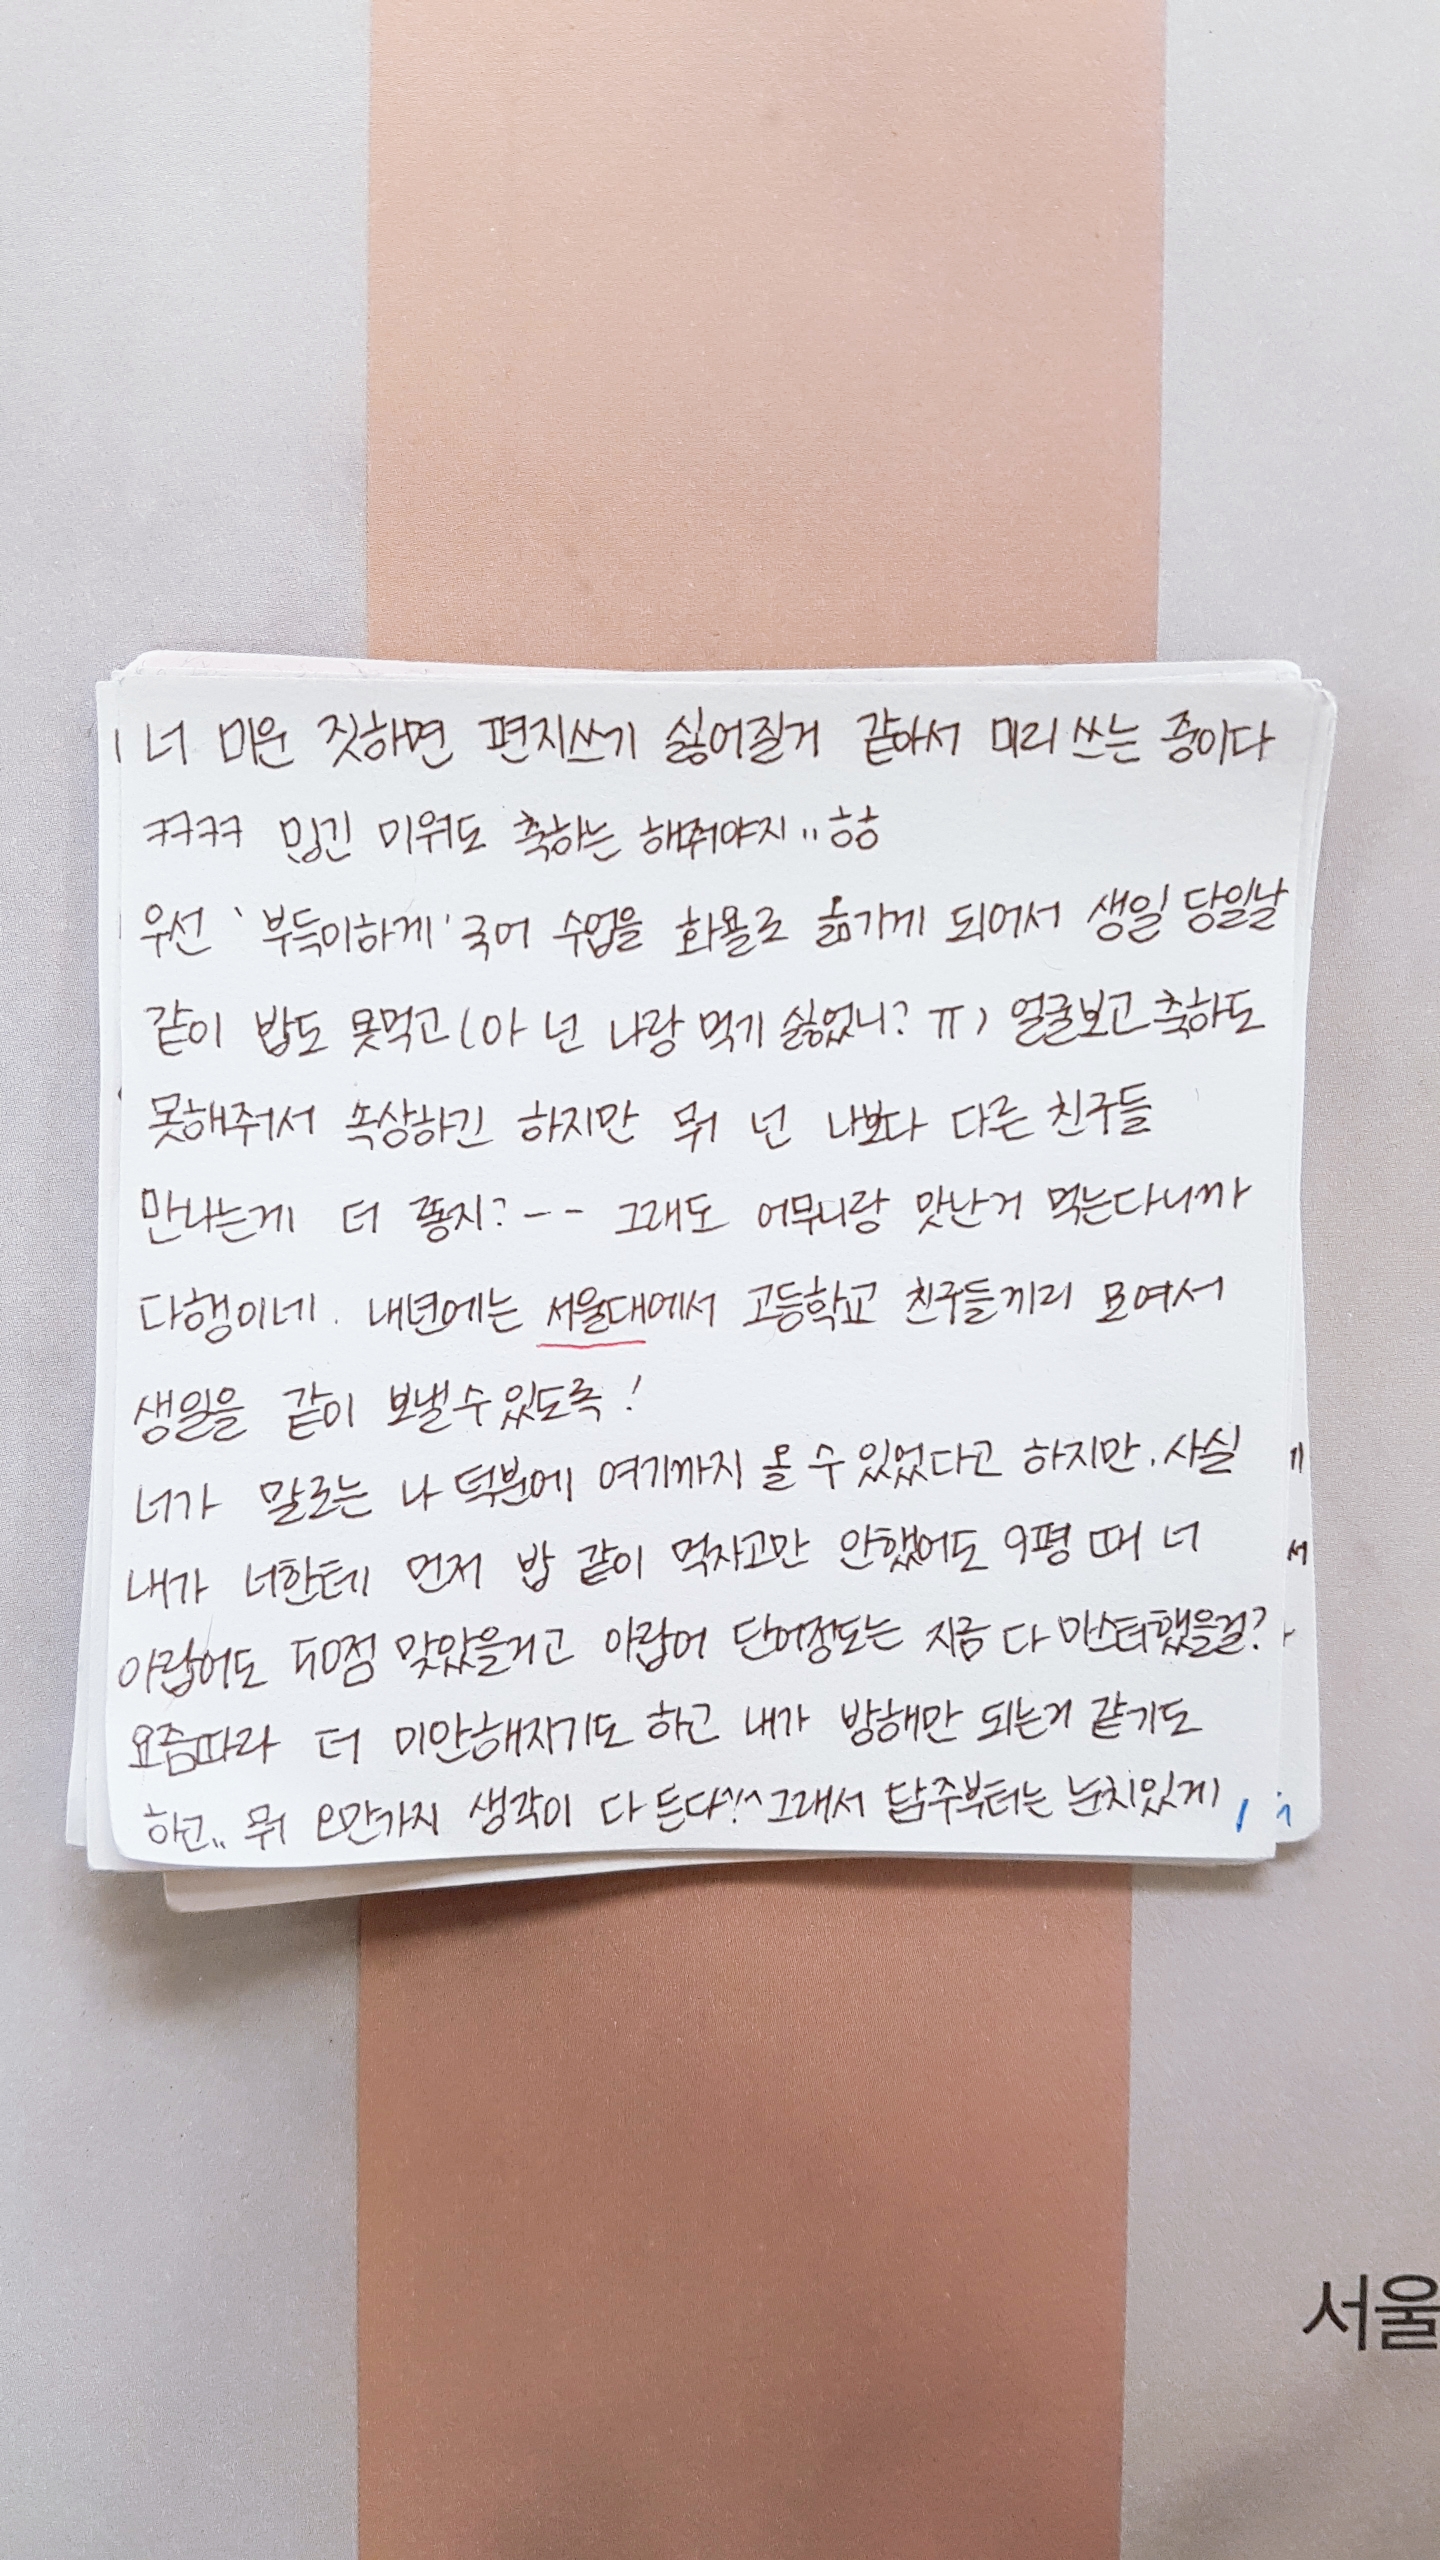 너 미운 짓하면 편지쓰기 싫어질거 같아서 미리 쓰는 중이다
ㅋㅋㅋㅋ 밉긴 미워도 축하는 해줘야지.. ㅎㅎ
우선 '부득이하게' 국어 수업을 화욜로 옮기게 되어서 생일 당일날
같이 밥도 못먹고 (아 넌 나랑 먹기 싫었니? ㅠ) 얼굴보고 축하도
못해줘서 속상하긴 하지만 뭐 넌 나보다 다른 친구들
만나는게 더 좋지? -- 그래도 어무니랑 맛난거 먹는다니까
다행이네. 내년에는 서울대에서 고등학교 친구들끼리 모여서
생일을 같이 보낼수있도록!
너가 말로는 나 덕분에 여기까지 올 수 있었다고 하지만, 사실
내가 너한테 먼저 밥 같이 먹자고만 안했어도 9평 때 너
아랍어도 50점 맞았을거고 아랍어 단어정도는 지금 다 마스터했을걸?
요즘따라 더 미안해지기도 하고 내가 방해만 되는거 같기도
하고.. 뭐 오만가지 생각이 다 든다^^ 그래서 담주부터는 눈치있게
서울